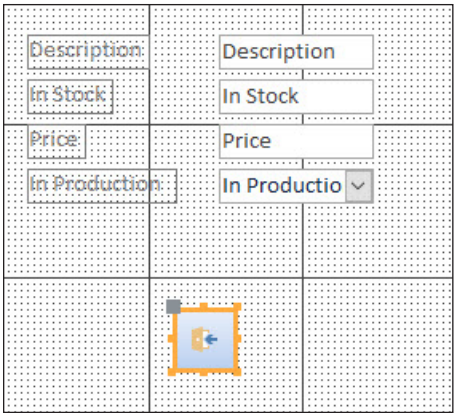 Description Description
In Stock In Stock
Price Price
In Production In Productio